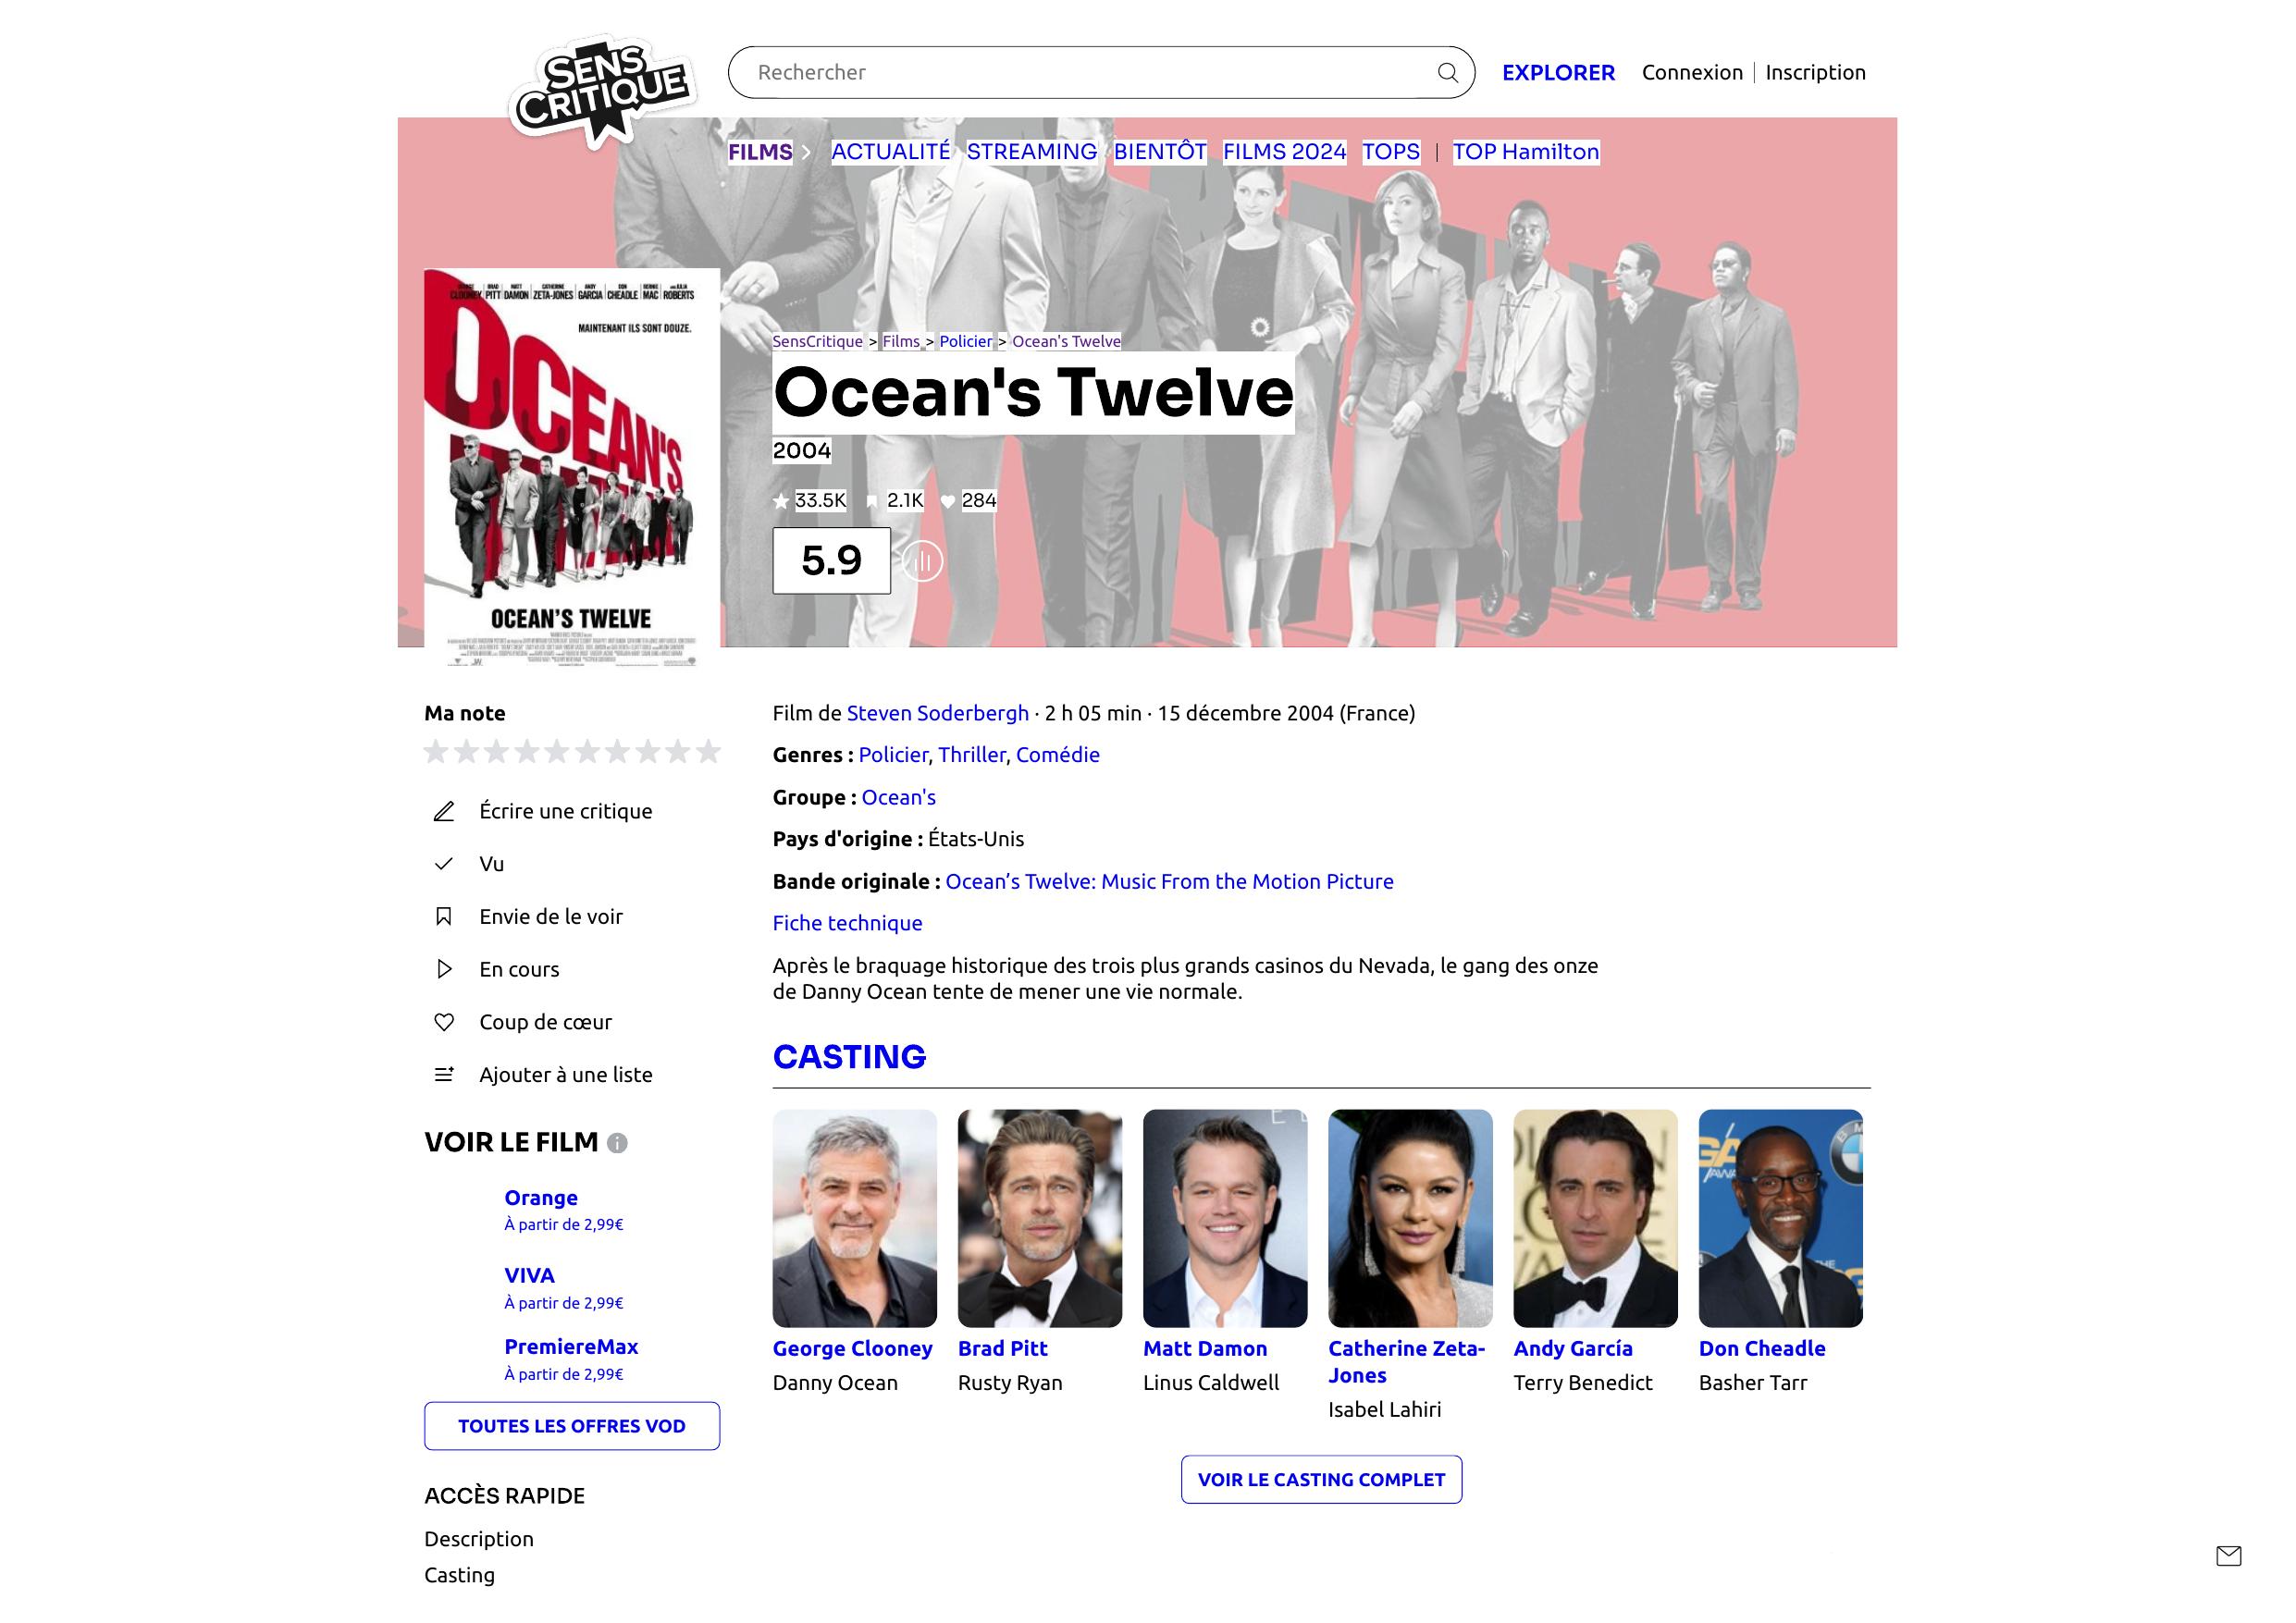 SENS
CRITIQUE
Rechercher
EXPLORER
Connexion
Inscription
FILMS
ACTUALITÉ
STREAMING
BIENTÔT
FILMS 2024
TOPS
TOP Hamilton
CLOONEY
BRAD PITT
MATT DAMON
CATHERINE ZETA-JONES
ANDY GARCIA
DON CHEADLE
BERNIE MAC
JULIA ROBERTS
MAINTENANT ILS SONT DOUZE.
OCEAN'S
OCEAN'S TWELVE
SensCritique > Films > Policier > Ocean's Twelve
Ocean's Twelve
2004
33.5K 2.1K 284
5.9
Ma note
Écrire une critique
Vu
Envie de le voir
En cours
Coup de cœur
Ajouter à une liste
VOIR LE FILM
Orange
À partir de 2,99€
VIVA
À partir de 2,99€
PremiereMax
À partir de 2,99€
TOUTES LES OFFRES VOD
ACCÈS RAPIDE
Description
Casting
Film de Steven Soderbergh · 2 h 05 min · 15 décembre 2004 (France)
Genres : Policier, Thriller, Comédie
Groupe : Ocean's
Pays d'origine : États-Unis
Bande originale : Ocean’s Twelve: Music From the Motion Picture
Fiche technique
Après le braquage historique des trois plus grands casinos du Nevada, le gang des onze
de Danny Ocean tente de mener une vie normale.
CASTING
George Clooney
Danny Ocean
Brad Pitt
Rusty Ryan
Matt Damon
Linus Caldwell
Catherine Zeta-
Jones
Isabel Lahiri
Andy García
Terry Benedict
Don Cheadle
Basher Tarr
VOIR LE CASTING COMPLET